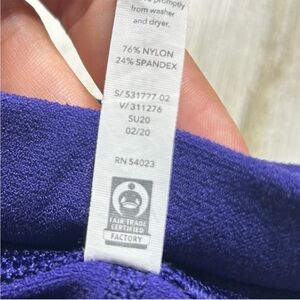 promptly
from washer
and dryer.
76% NYLON
24% SPANDEX
S/ 531777-02
V/ 311276
SU20
02/20
RN 54023
FAIR TRADE
CERTIFIED
FACTORY